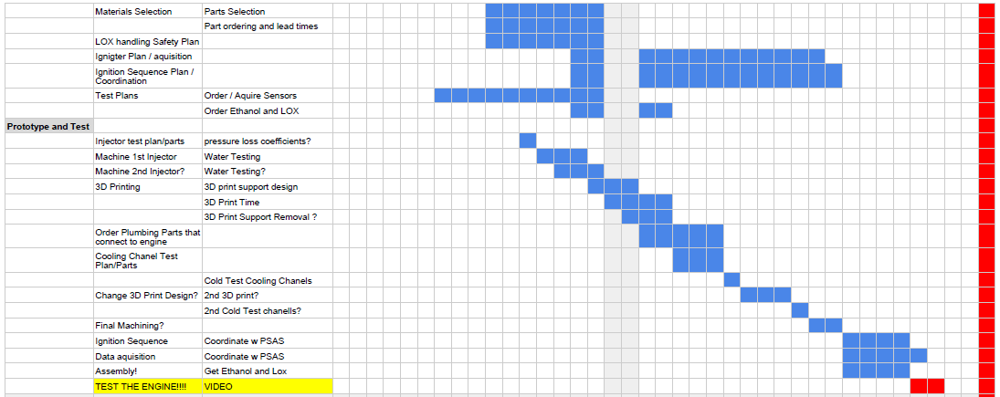 Materials Selection Parts Selection
Part ordering and lead times
LOX handling Safety Plan
Ignigter Plan / aquisition
Ignition Sequence Plan /
Coordination
Test Plans Order / Aquire Sensors
Order Ethanol and LOX
Prototype and Test
Injector test plan/parts pressure loss coefficients?
Machine 1st Injector Water Testing
Machine 2nd Injector? Water Testing?
3D Printing 3D print support design
3D Print Time
3D Print Support Removal ?
Order Plumbing Parts that
connect to engine
Cooling Chanel Test
Plan/Parts
Cold Test Cooling Chanels
Change 3D Print Design? 2nd 3D print?
2nd Cold Test chanells?
Final Machining?
Ignition Sequence Coordinate w PSAS
Data aquisition Coordinate w PSAS
Assembly! Get Ethanol and Lox
TEST THE ENGINE!!!! VIDEO